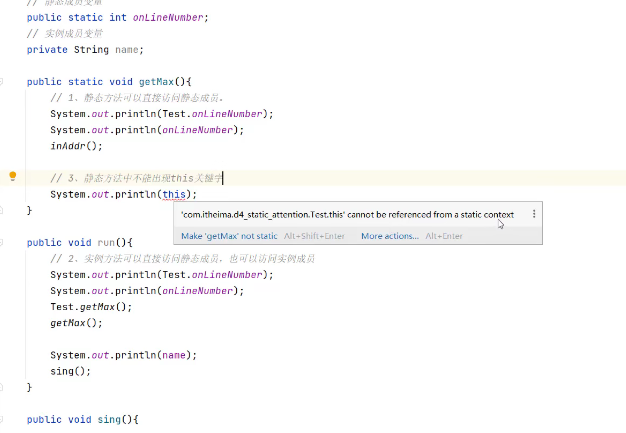 // 静态成员变量
public static int onLineNumber;
// 实例成员变量
private String name;
public static void getMax(){
// 1、静态方法可以直接访问静态成员。
System.out.println(Test.onLineNumber);
System.out.println(onLineNumber);
inAddr();
// 3、静态方法中不能出现this关键字
System.out.println(this);
}
'com.itheima.d4_static_attention.Test.this' cannot be referenced from a static context
Make 'getMax' not static Alt+Shift+Enter More actions... Alt+Enter
public void run(){
// 2、实例方法可以直接访问静态成员，也可以访问实例成员
System.out.println(Test.onLineNumber);
System.out.println(onLineNumber);
Test.getMax();
getMax();
System.out.println(name);
sing();
}
public void sing(){